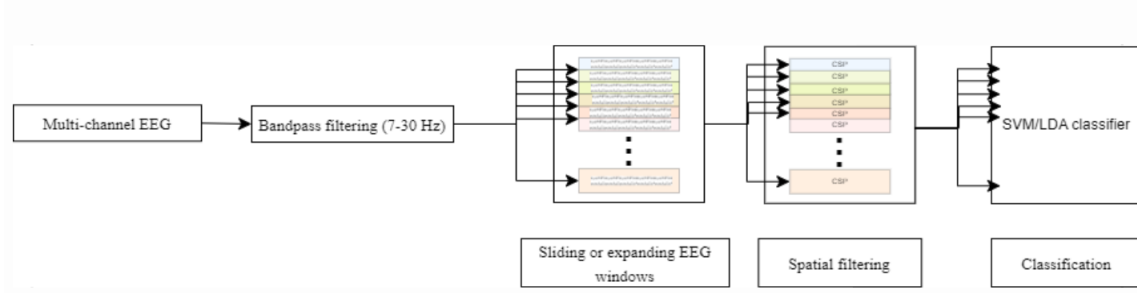 Multi-channel EEG
Bandpass filtering (7-30 Hz)
CSP
CSP
CSP
CSP
CSP
CSP
CSP
SVM/LDA classifier
Sliding or expanding EEG
windows
Spatial filtering
Classification